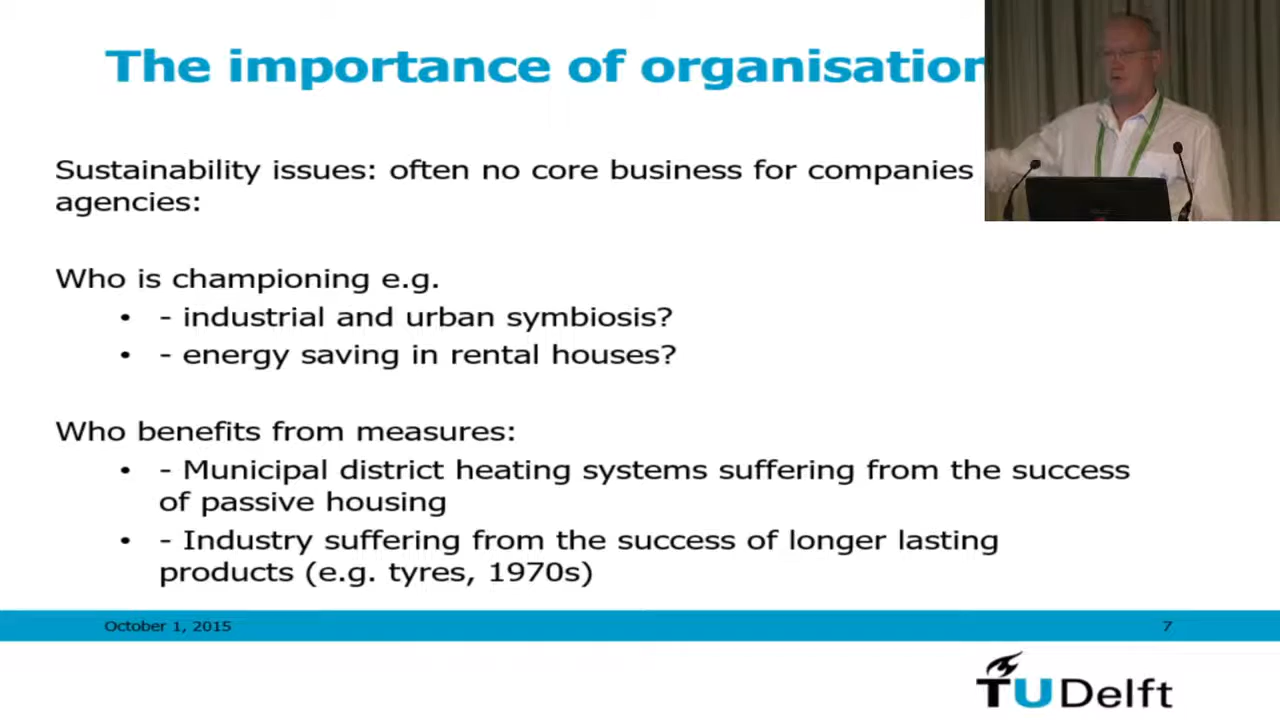 The importance of organisation
Sustainability issues: often no core business for companies
agencies:
Who is championing e.g.
• - industrial and urban symbiosis?
• - energy saving in rental houses?
Who benefits from measures:
• - Municipal district heating systems suffering from the success
of passive housing
• - Industry suffering from the success of longer lasting
products (e.g. tyres, 1970s)
October 1, 2015
7
TU Delft